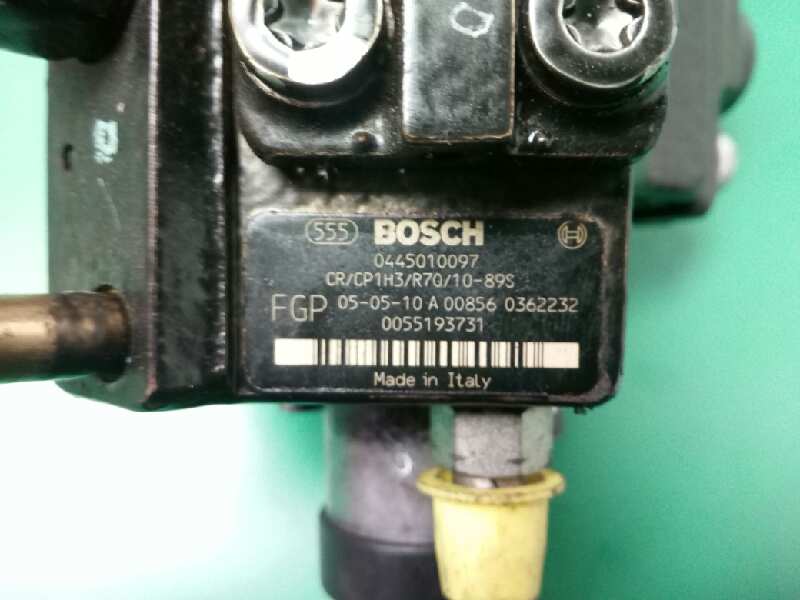 555 BOSCH
0445010097
CR/CP1H3/R70/10-89S
FGP 05-05-10 A 00856 0362232
0055193731
Made in Italy